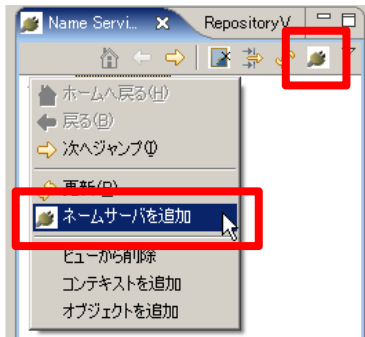 Name Servi...
RepositoryV
ホームへ戻る(H)
戻る(B)
次へジャンプ(I)
更新(R)
ネームサーバを追加
ビューから削除
コンテキストを追加
オブジェクトを追加